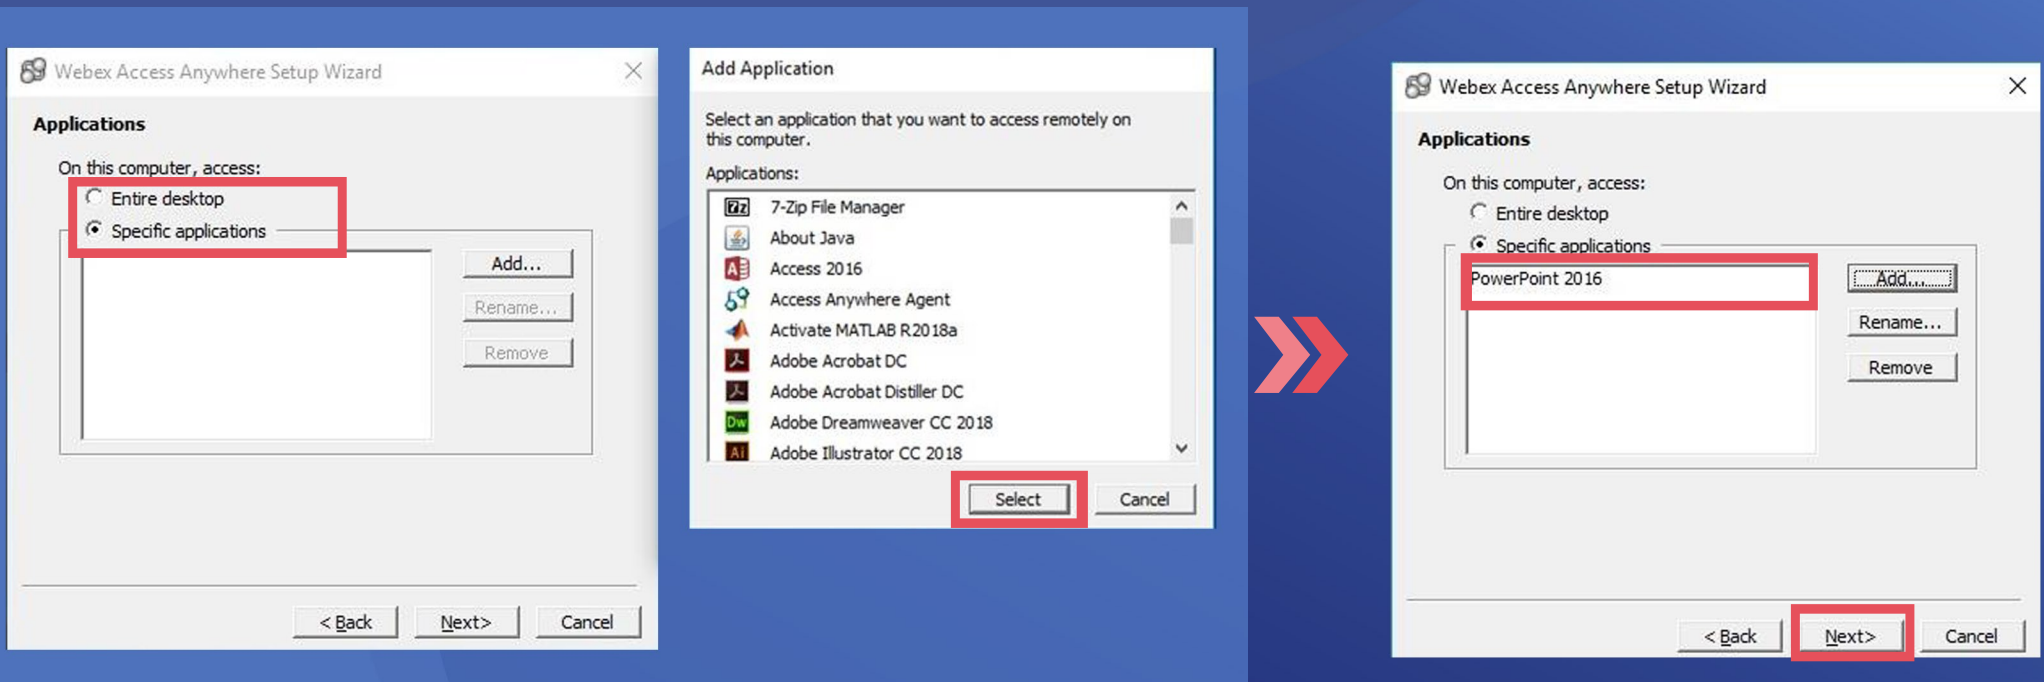 Webex Access Anywhere Setup Wizard
Applications
On this computer, access:
Entire desktop
Specific applications
Add...
Rename...
Remove
< Back
Next>
Cancel
Add Application
Select an application that you want to access remotely on
this computer.
Applications:
7z 7-Zip File Manager
About Java
A Access 2016
Access Anywhere Agent
Activate MATLAB R2018a
Adobe Acrobat DC
Adobe Acrobat Distiller DC
Dw Adobe Dreamweaver CC 2018
Ai Adobe Illustrator CC 2018
Select
Cancel
Webex Access Anywhere Setup Wizard
Applications
On this computer, access:
Entire desktop
Specific applications
PowerPoint 2016
Add...
Rename...
Remove
< Back
Next>
Cancel